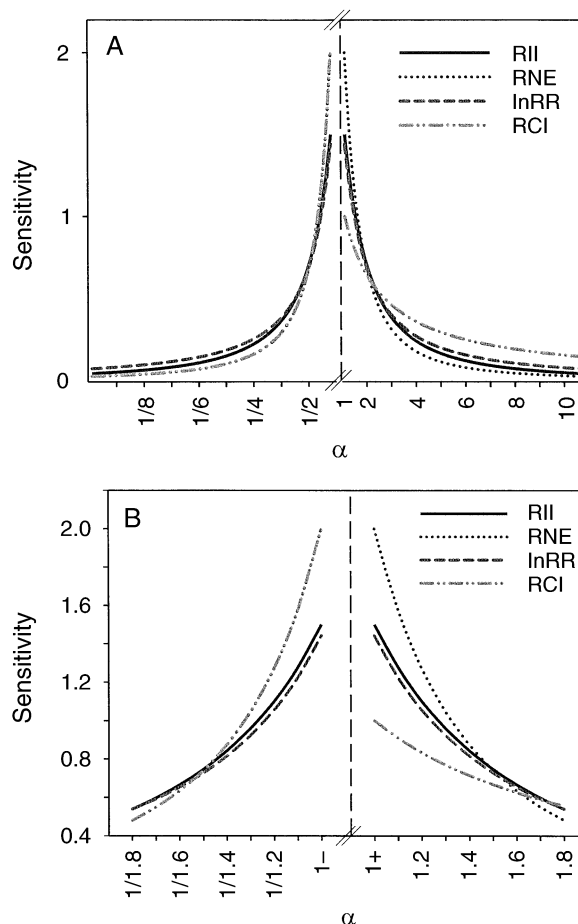 A
RII
RNE
lnRR
RCI
2
1
0
Sensitivity
1/8
1/6
1/4
1/2
1
2
4
6
8
10
α
B
RII
RNE
lnRR
RCI
2.0
1.6
1.2
0.8
0.4
Sensitivity
1/1.8
1/1.6
1/1.4
1/1.2
1–
1+
1.2
1.4
1.6
1.8
α